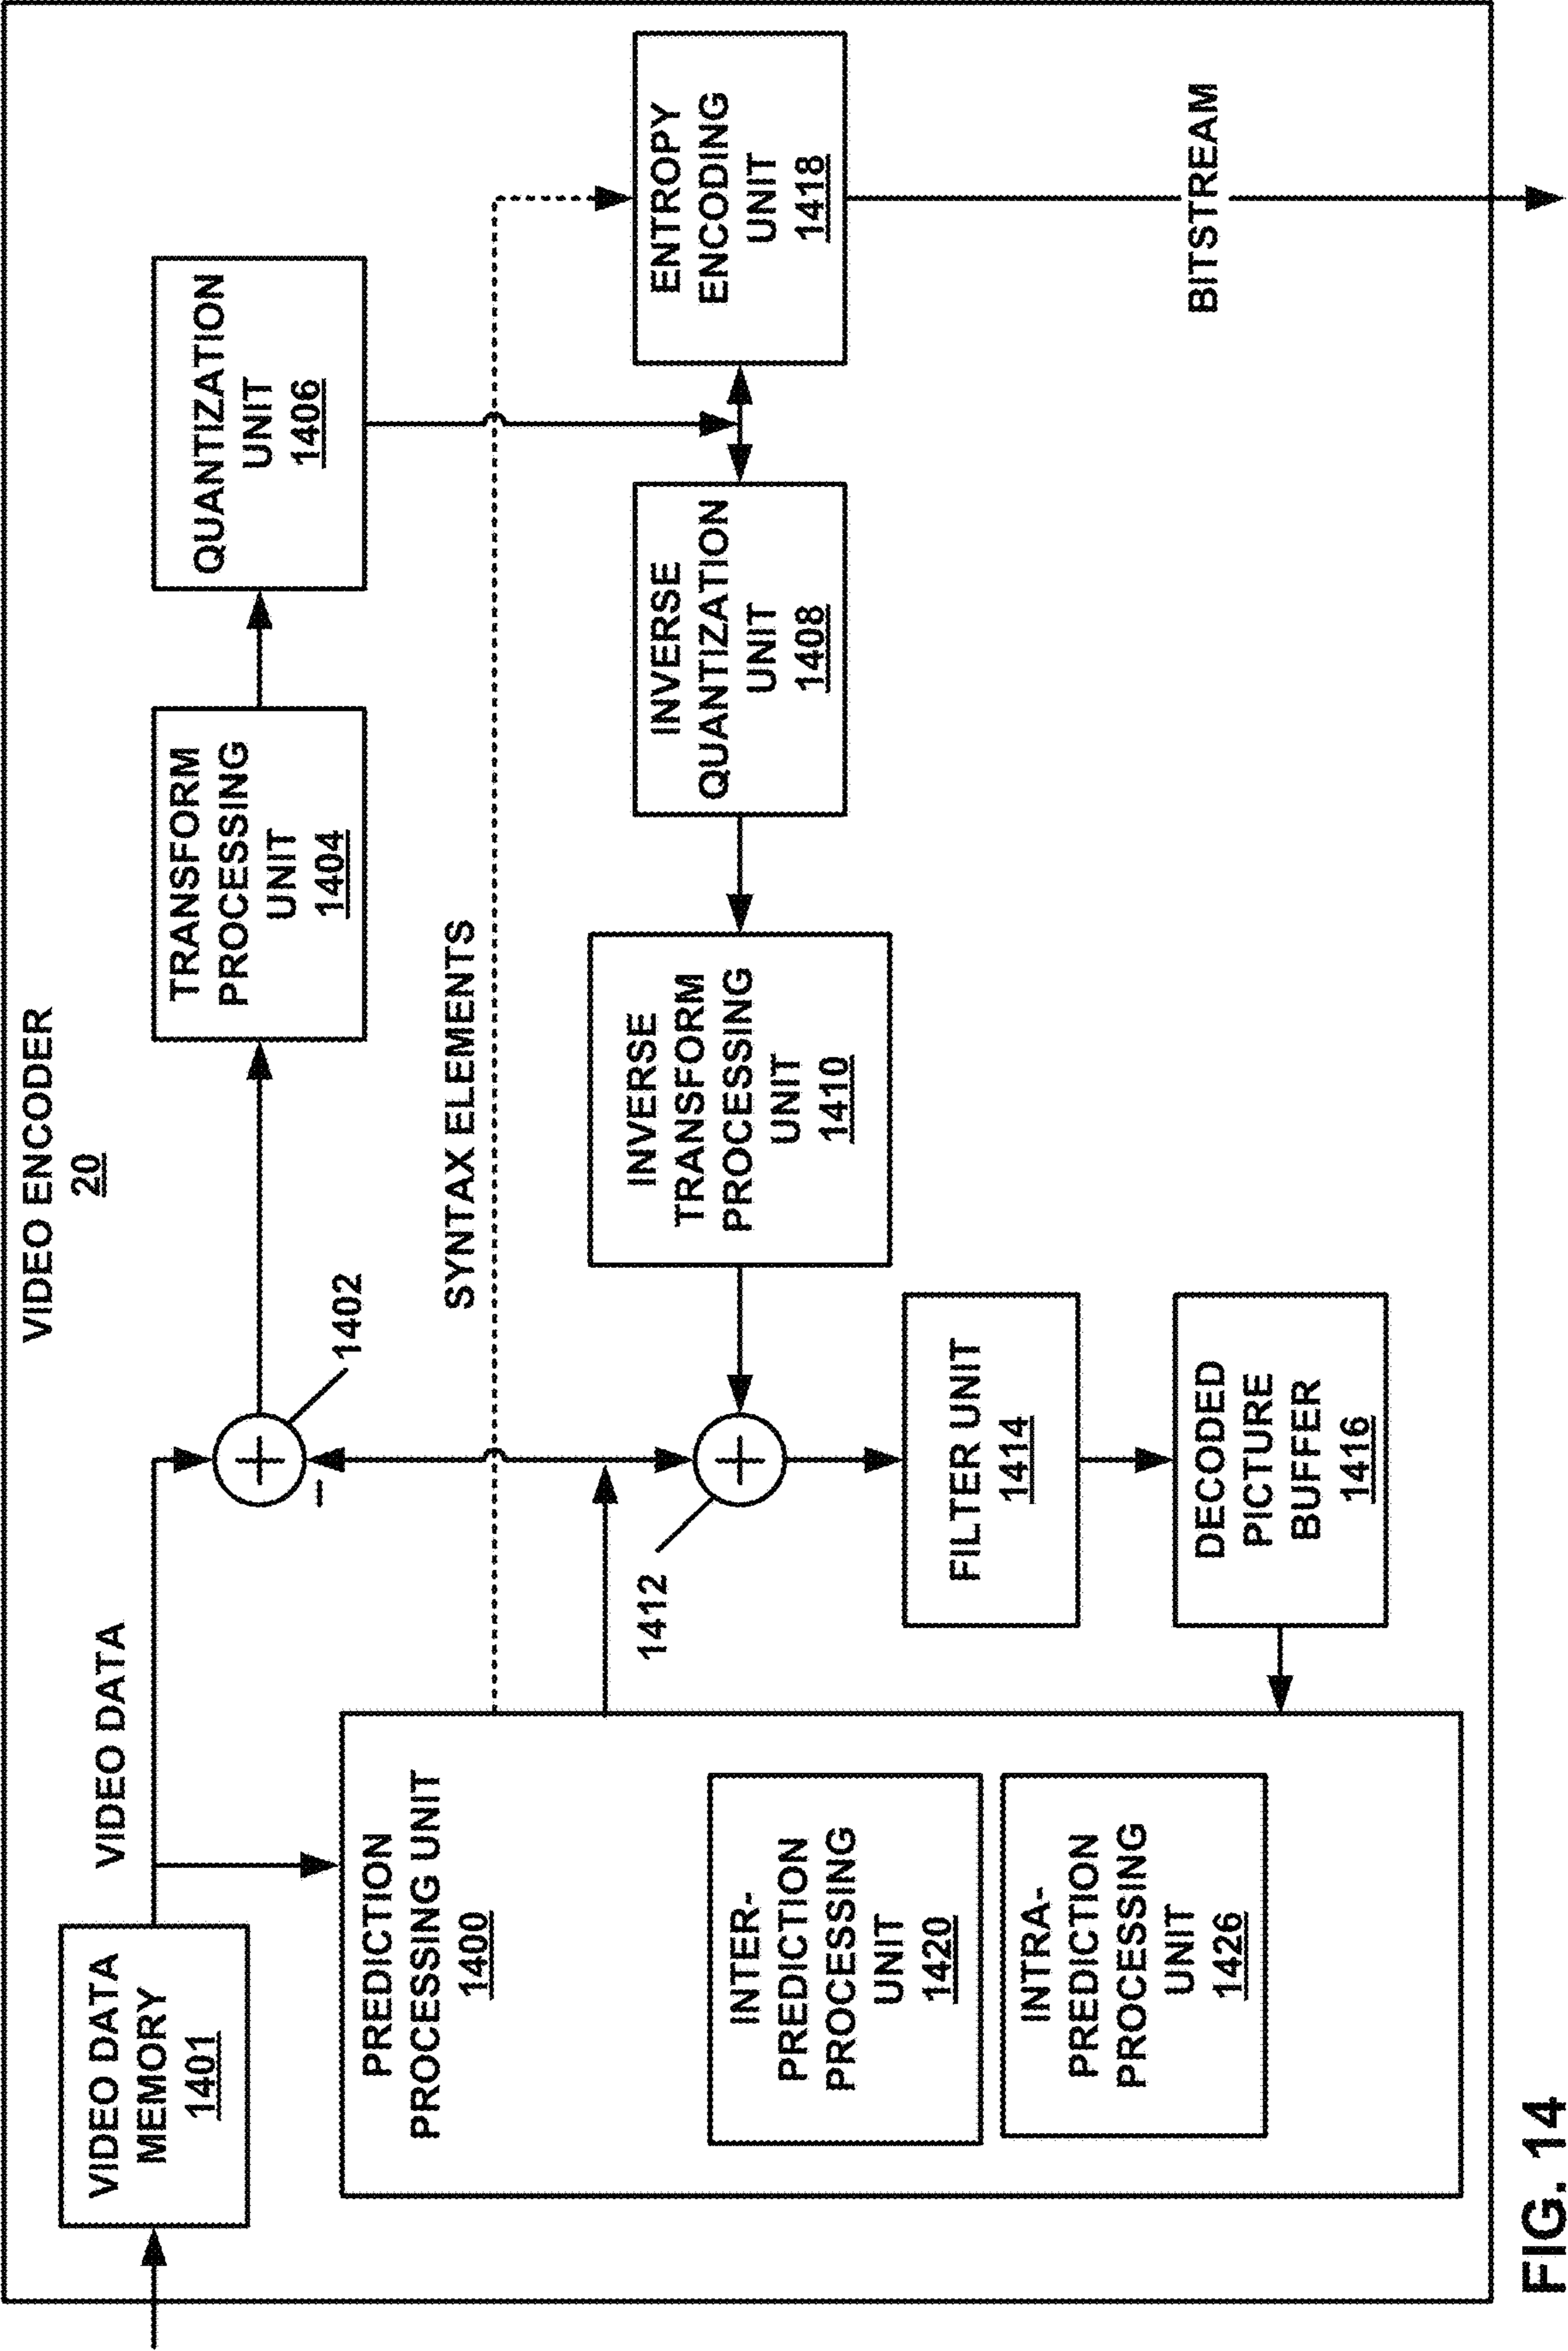 VIDEO ENCODER
20
VIDEO DATA
MEMORY
1401
VIDEO DATA
1402
TRANSFORM
PROCESSING
UNIT
1404
QUANTIZATION
UNIT
1406
SYNTAX ELEMENTS
PREDICTION
PROCESSING UNIT
1400
INTER-
PREDICTION
PROCESSING
UNIT
1420
INTRA-
PREDICTION
PROCESSING
UNIT
1426
1412
INVERSE
TRANSFORM
PROCESSING
UNIT
1410
INVERSE
QUANTIZATION
UNIT
1408
ENTROPY
ENCODING
UNIT
1418
FILTER UNIT
1414
DECODED
PICTURE
BUFFER
1416
BITSTREAM
FIG. 14